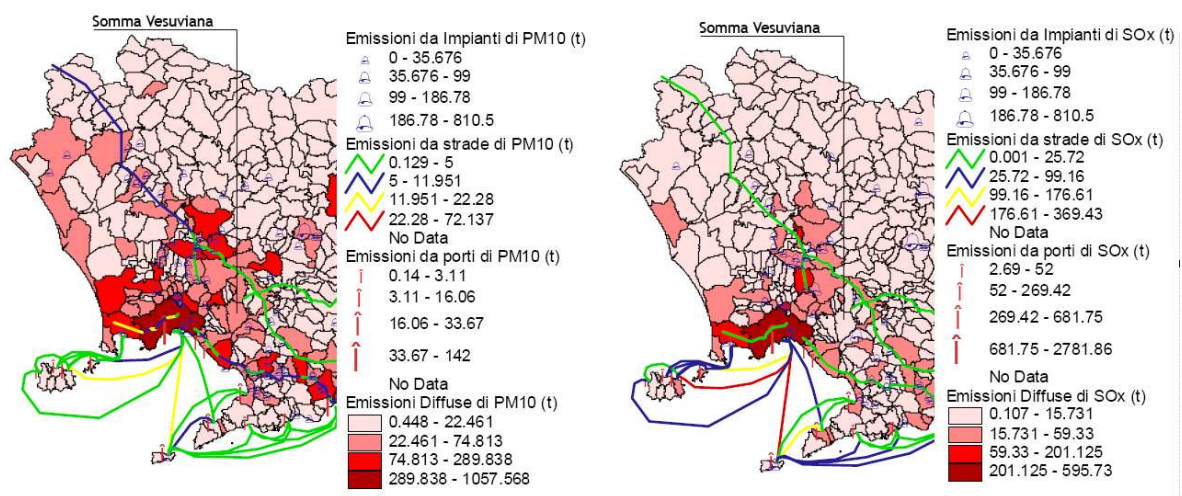 Somma Vesuviana
Emissioni da Impianti di PM10 (t)
0 - 35.676
35.676 - 99
99 - 186.78
186.78 - 810.5
Emissioni da strade di PM10 (t)
0.129 - 5
5 - 11.951
11.951 - 22.28
22.28 - 72.137
No Data
Emissioni da porti di PM10 (t)
0.14 - 3.11
3.11 - 16.06
16.06 - 33.67
33.67 - 142
No Data
Emissioni Diffuse di PM10 (t)
0.448 - 22.461
22.461 - 74.813
74.813 - 289.838
289.838 - 1057.568
Somma Vesuviana
Emissioni da Impianti di SOx (t)
0 - 35.676
35.676 - 99
99 - 186.78
186.78 - 810.5
Emissioni da strade di SOx (t)
0.001 - 25.72
25.72 - 99.16
99.16 - 176.61
176.61 - 369.43
No Data
Emissioni da porti di SOx (t)
2.69 - 52
52 - 269.42
269.42 - 681.75
681.75 - 2781.86
No Data
Emissioni Diffuse di SOx (t)
0.107 - 15.731
15.731 - 59.33
59.33 - 201.125
201.125 - 595.73